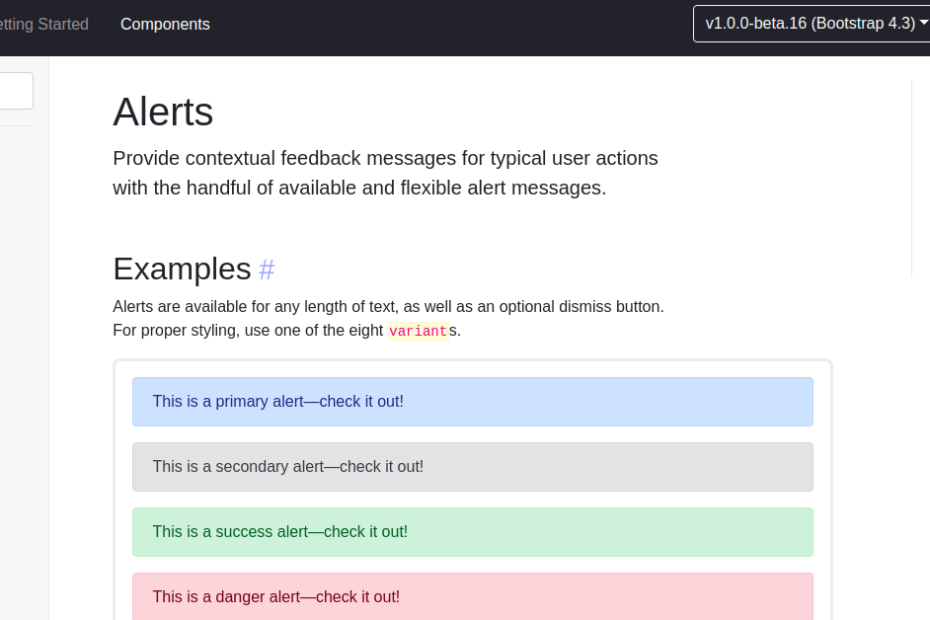 etting Started Components v1.0.0-beta.16 (Bootstrap 4.3)
Alerts
Provide contextual feedback messages for typical user actions
with the handful of available and flexible alert messages.
Examples #
Alerts are available for any length of text, as well as an optional dismiss button.
For proper styling, use one of the eight variants.
This is a primary alert—check it out!
This is a secondary alert—check it out!
This is a success alert—check it out!
This is a danger alert—check it out!